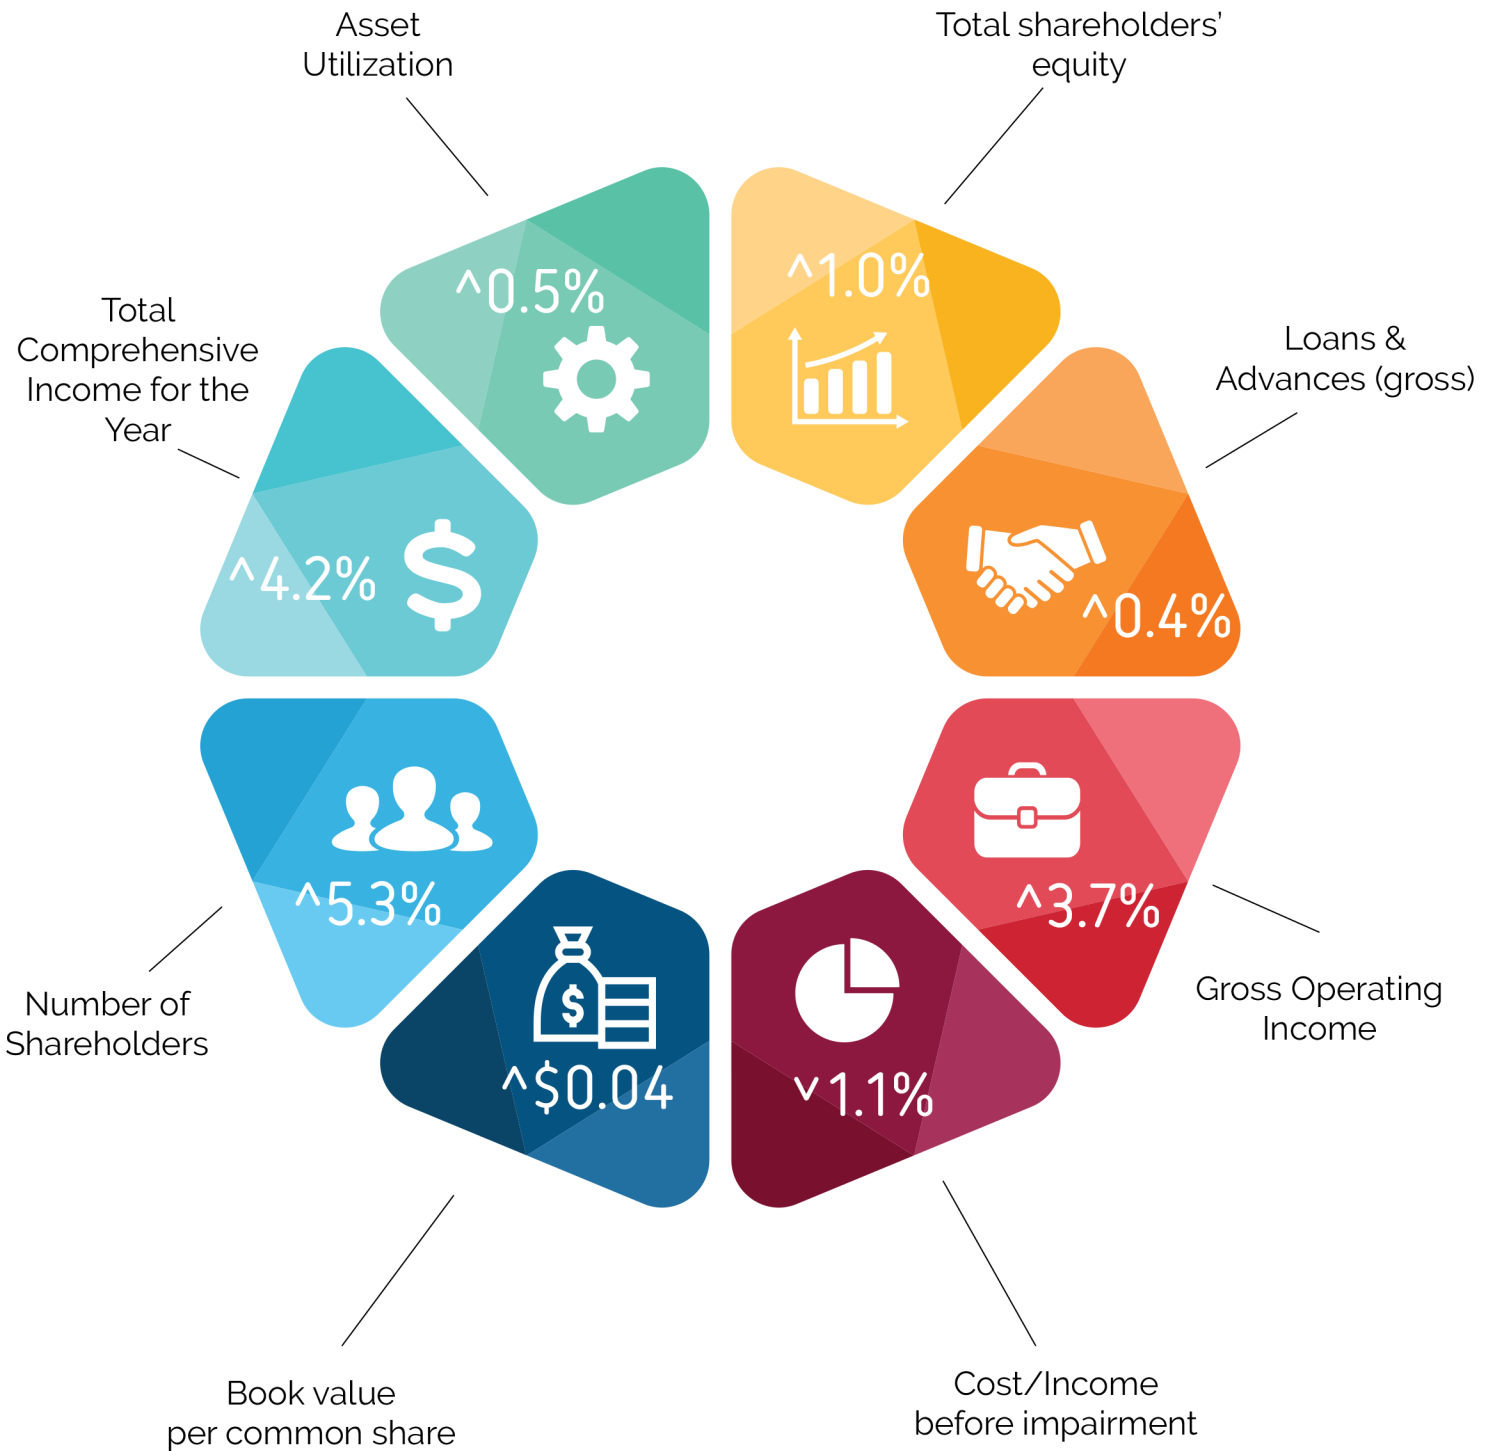 Asset
Utilization
Total shareholders’
equity
^0.5%
^1.0%
Total
Comprehensive
Income for the
Year
Loans &
Advances (gross)
^4.2%
$
^0.4%
^5.3%
^3.7%
Number of
Shareholders
Gross Operating
Income
$
^$0.04
˅1.1%
Book value
per common share
Cost/Income
before impairment